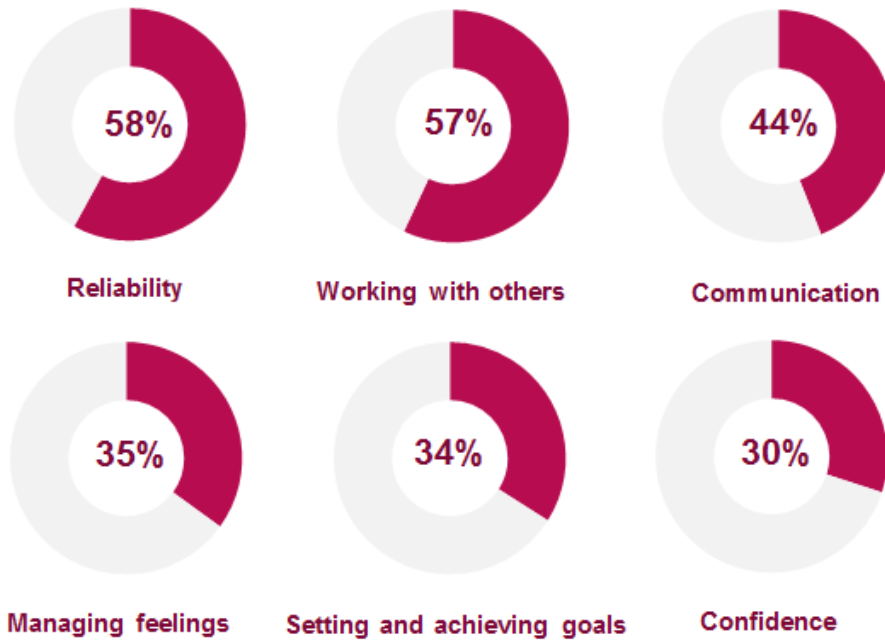 58%
57%
44%
Reliability
Working with others
Communication
35%
34%
30%
Managing feelings
Setting and achieving goals
Confidence